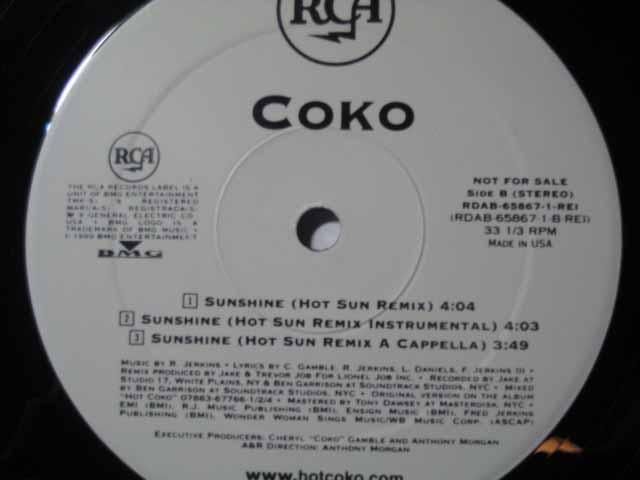 RCA
COKO
RCA
THE RCA RECORDS LABEL IS A
UNIT OF BMG ENTERTAINMENT
TMK(S) ® REGISTERED
MARCA(S) REGISTRADA(S)
GENERAL ELECTRIC CO.
USA • BMG LOGO IS A
TRADEMARK OF BMG MUSIC •
1999 BMG ENTERTAINMENT
BMG
NOT FOR SALE
SIDE B (STEREO)
RDAB-65867-1-RE1
(RDAB-65867-1-B-RE1)
33 1/3 RPM
MADE IN USA
1 SUNSHINE (HOT SUN REMIX) 4:04
2 SUNSHINE (HOT SUN REMIX INSTRUMENTAL) 4:03
3 SUNSHINE (HOT SUN REMIX A CAPPELLA) 3:49
MUSIC BY R. JERKINS • LYRICS BY C. GAMBLE, R. JERKINS, L. DANIELS, F. JERKINS III •
REMIX PRODUCED BY JAKE & TREVOR JOB FOR LIONEL JOB INC. • RECORDED BY JAKE AT
STUDIO 17, WHITE PLAINS, NY & BEN GARRISON AT SOUNDTRACK STUDIOS, NYC • MIXED
BY BEN GARRISON AT SOUNDTRACK STUDIOS, NYC • ORIGINAL VERSION ON THE ALBUM
"HOT COKO" 07863-67766-1/2/4 • MASTERED BY TONY DAWSEY AT MASTERDISK, NYC •
EMI (BMI), R.J. MUSIC PUBLISHING (BMI), ENSIGN MUSIC (BMI), FRED JERKINS
PUBLISHING (BMI), WONDER WOMAN SINGS MUSIC/WB MUSIC CORP. (ASCAP)
EXECUTIVE PRODUCERS: CHERYL "COKO" GAMBLE AND ANTHONY MORGAN
A&R DIRECTION: ANTHONY MORGAN
www.hotcoko.com